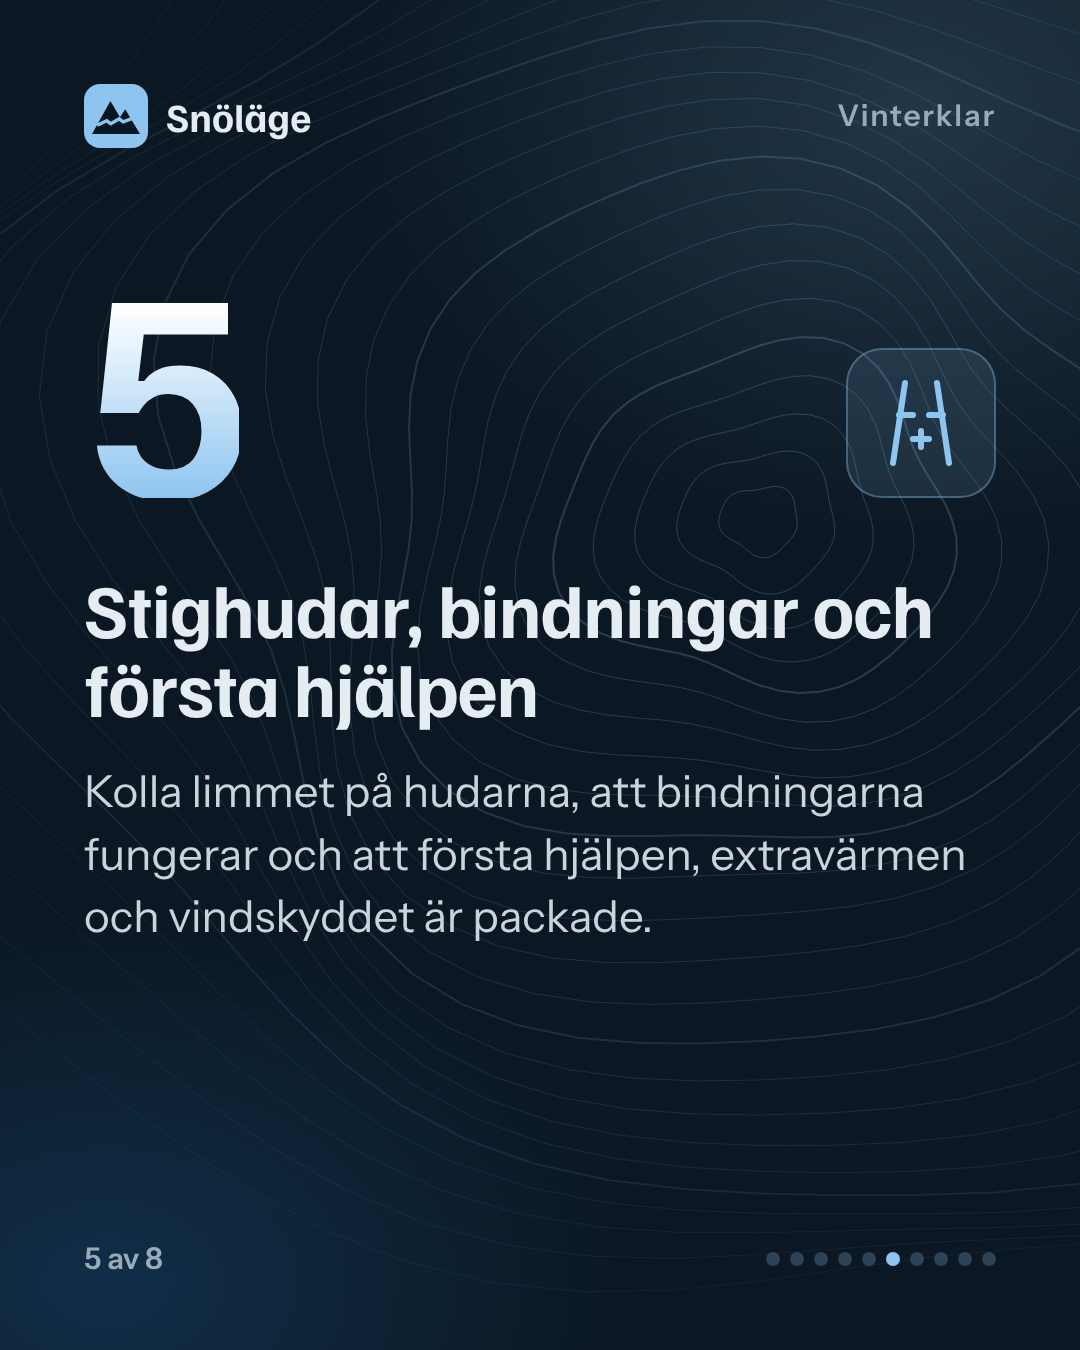 Snöläge
Vinterklar
5
Stighudar, bindningar och
första hjälpen
Kolla limmet på hudarna, att bindningarna
fungerar och att första hjälpen, extravärmen
och vindskyddet är packade.
5 av 8